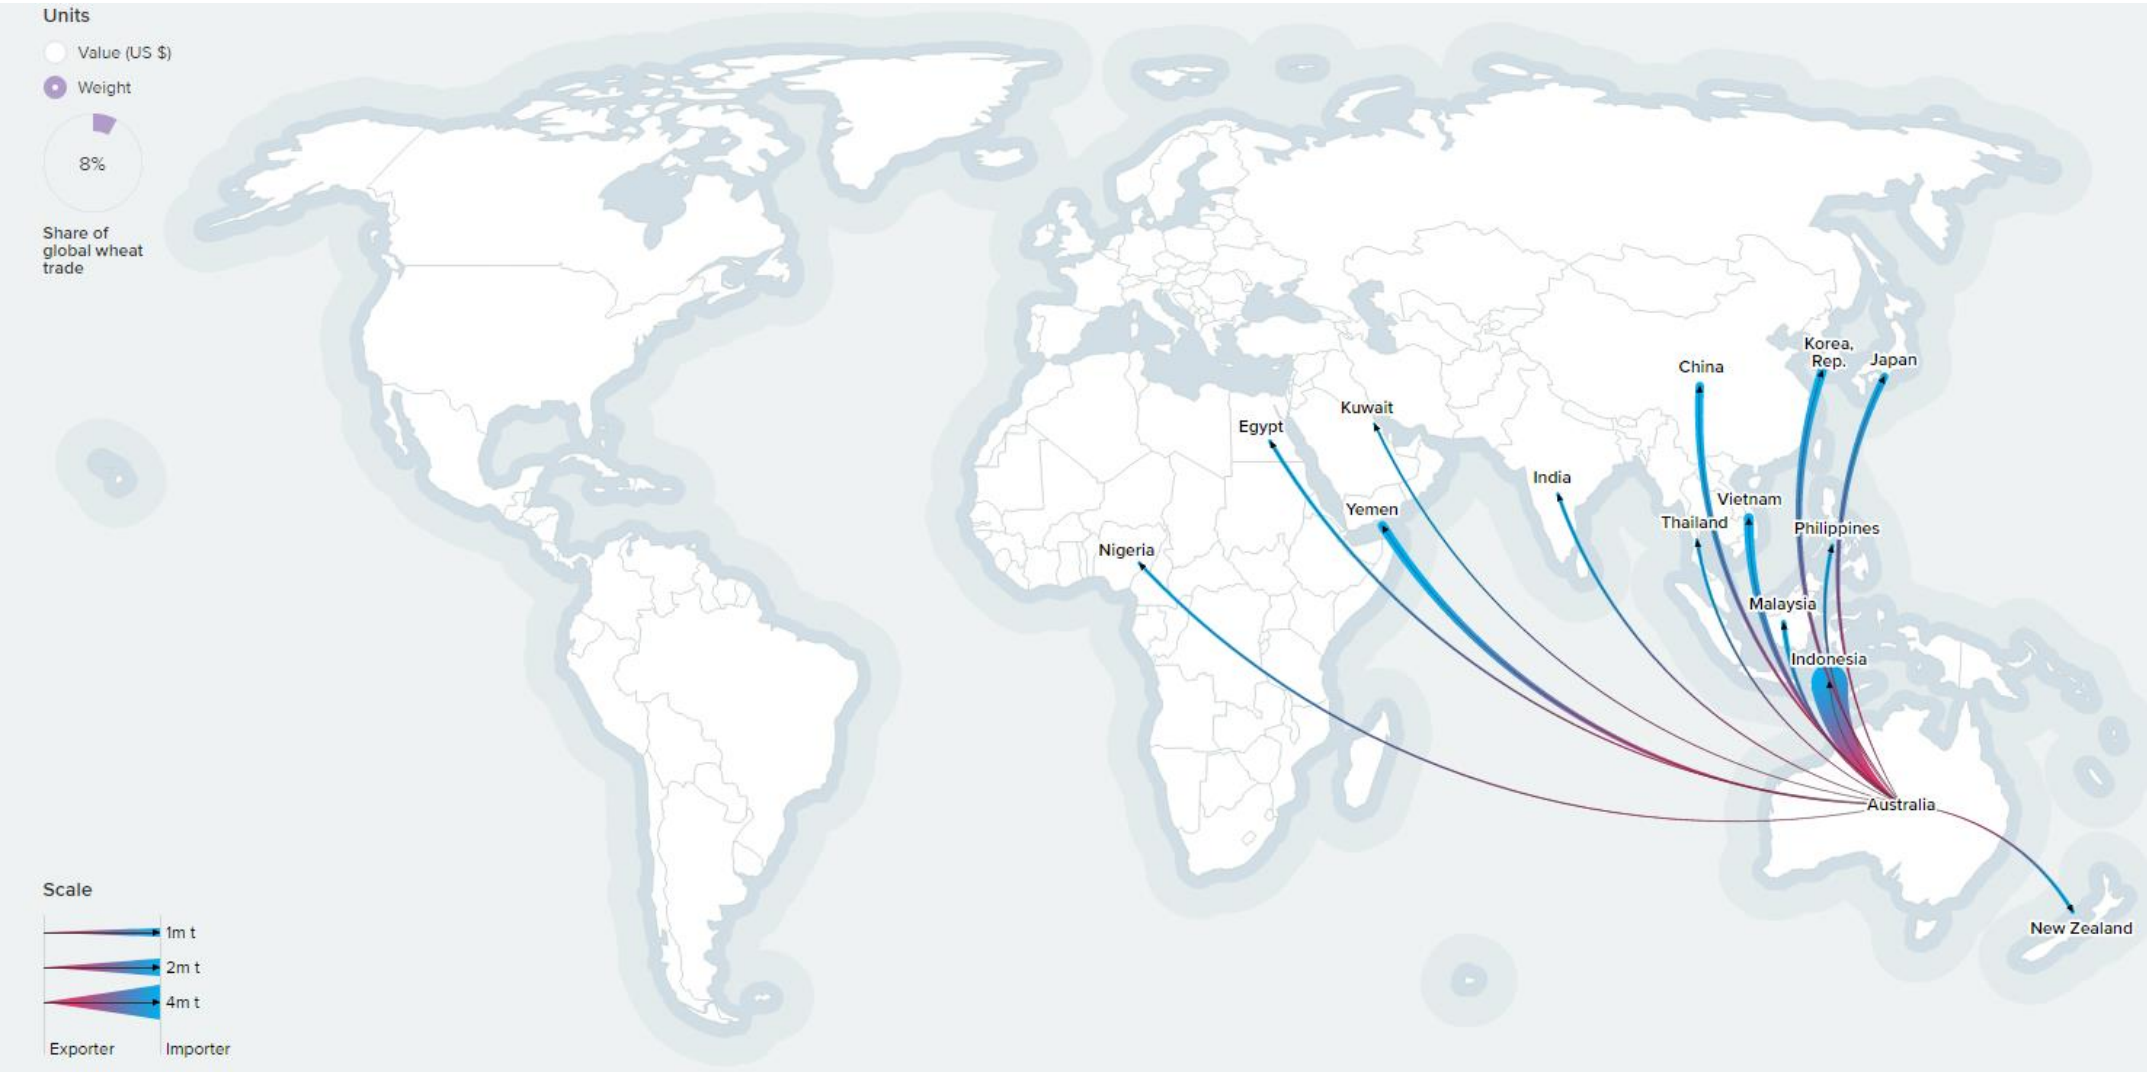 Units
Value (US $)
Weight
8%
Share of
global wheat
trade
Korea,
Rep.
Japan
China
Kuwait
Egypt
India
Vietnam
Yemen
Thailand
Philippines
Nigeria
Malaysia
Indonesia
Australia
New Zealand
Scale
1m t
2m t
4m t
Exporter
Importer